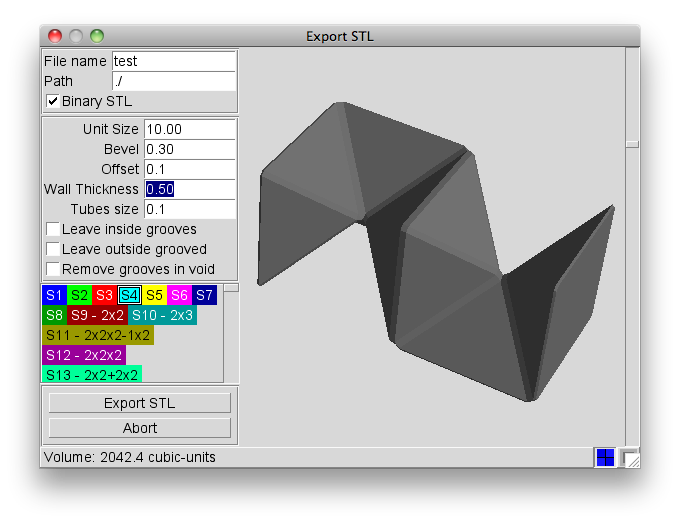 Export STL
File name test
Path ./
Binary STL
Unit Size 10.00
Bevel 0.30
Offset 0.1
Wall Thickness 0.50
Tubes size 0.1
Leave inside grooves
Leave outside grooved
Remove grooves in void
S1 S2 S3 S4 S5 S6 S7
S8 S9 - 2x2 S10 - 2x3
S11 - 2x2x2-1x2
S12 - 2x2x2
S13 - 2x2+2x2
Export STL
Abort
Volume: 2042.4 cubic-units